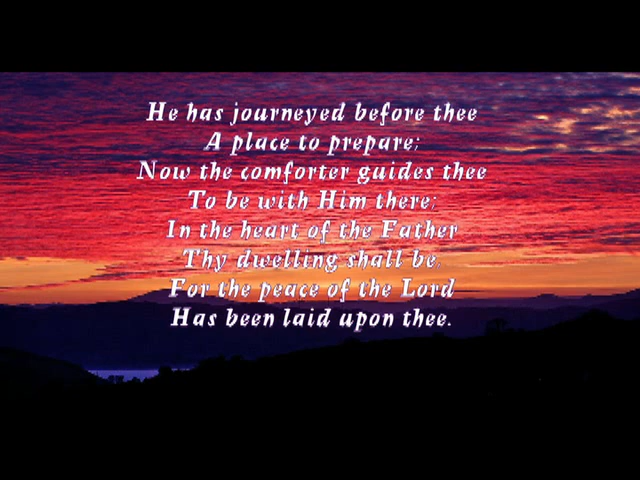 He has journeyed before thee
A place to prepare;
Now the comforter guides thee
To be with Him there;
In the heart of the Father
Thy dwelling shall be,
For the peace of the Lord
Has been laid upon thee.